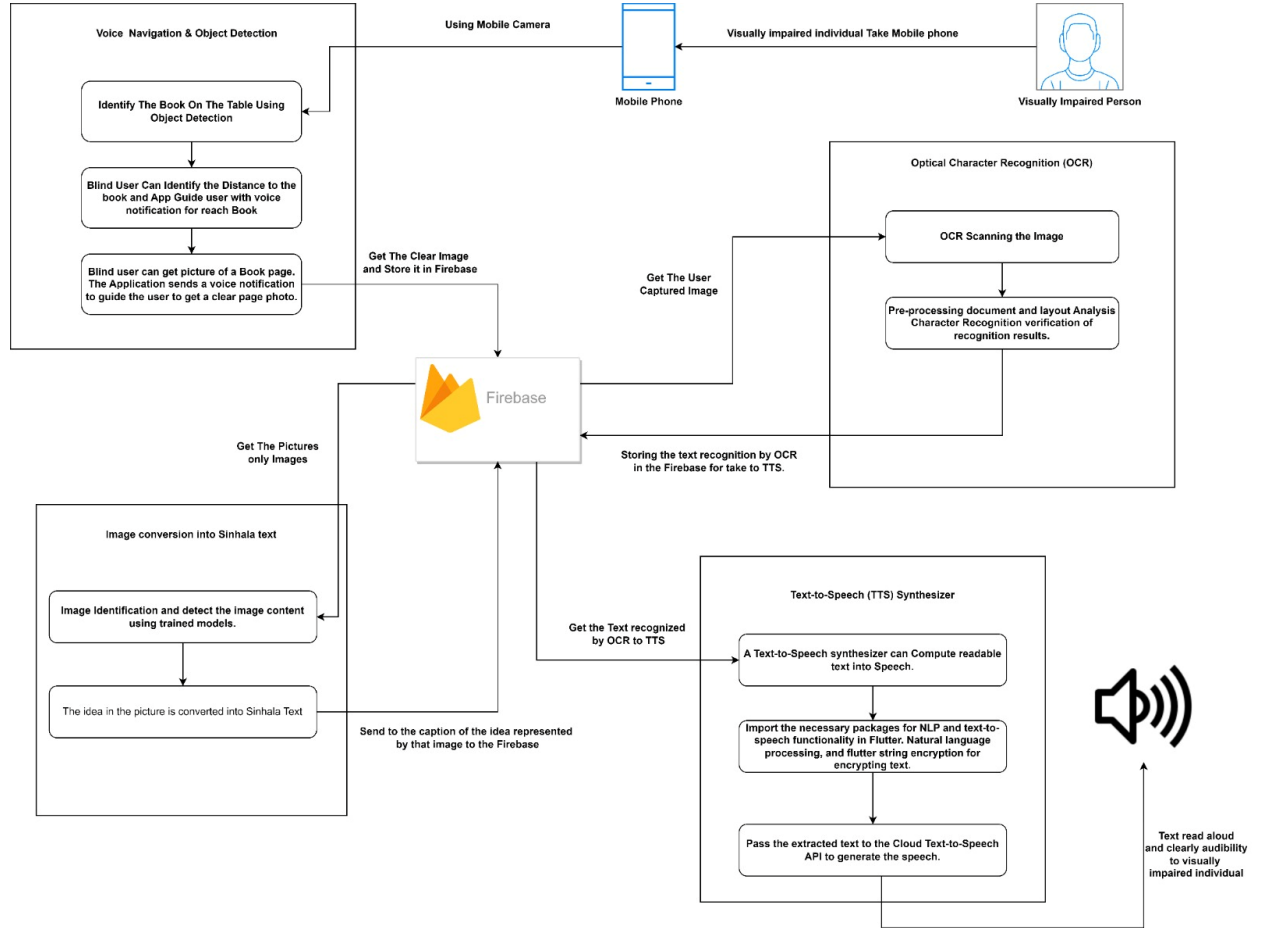 Voice  Navigation & Object Detection
Using Mobile Camera
Visually impaired individual Take Mobile phone
Mobile Phone
Visually Impaired Person
Identify The Book On The Table Using
Object Detection
Blind User Can Identify the Distance to the
book and App Guide user with voice
notification for reach Book
Blind user can get picture of a Book page.
The Application sends a voice notification
to guide the user to get a clear page photo.
Get The Clear Image
and Store it in Firebase
Optical Character Recognition (OCR)
OCR Scanning the Image
Get The User
Captured Image
Pre-processing document and layout Analysis
Character Recognition verification of
recognition results.
Firebase
Storing the text recognition by OCR
in the Firebase for take to TTS.
Get The Pictures
only Images
Image conversion into Sinhala text
Image Identification and detect the image content
using trained models.
The idea in the picture is converted into Sinhala Text
Send to the caption of the idea represented
by that image to the Firebase
Get the Text recognized
by OCR to TTS
Text-to-Speech (TTS) Synthesizer
A Text-to-Speech synthesizer can Compute readable
text into Speech.
Import the necessary packages for NLP and text-to-
speech functionality in Flutter. Natural language
processing, and flutter string encryption for
encrypting text.
Pass the extracted text to the Cloud Text-to-Speech
API to generate the speech.
Text read aloud
and clearly audibility
to visually
impaired individual